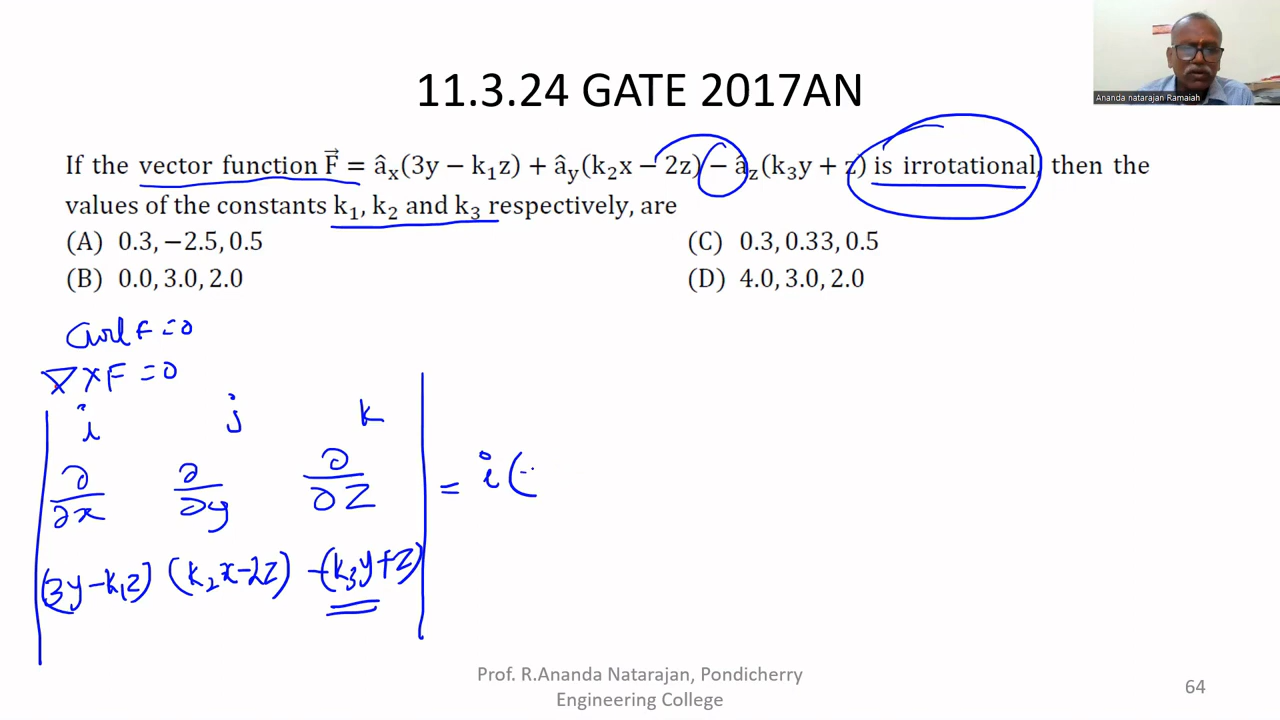 Ananda natarajan Ramaiah
11.3.24 GATE 2017AN
If the vector function F⃗ = âₓ(3y − k₁z) + â_y(k₂x − 2z) − â_z(k₃y + z) is irrotational, then the
values of the constants k₁, k₂ and k₃ respectively, are
(A) 0.3, −2.5, 0.5
(C) 0.3, 0.33, 0.5
(B) 0.0, 3.0, 2.0
(D) 4.0, 3.0, 2.0
Curl F = 0
∇ × F = 0
i j k
∂/∂x ∂/∂y ∂/∂z = i (-
(3y − k₁z) (k₂x − 2z) −(k₃y + z)
Prof. R.Ananda Natarajan, Pondicherry
Engineering College
64